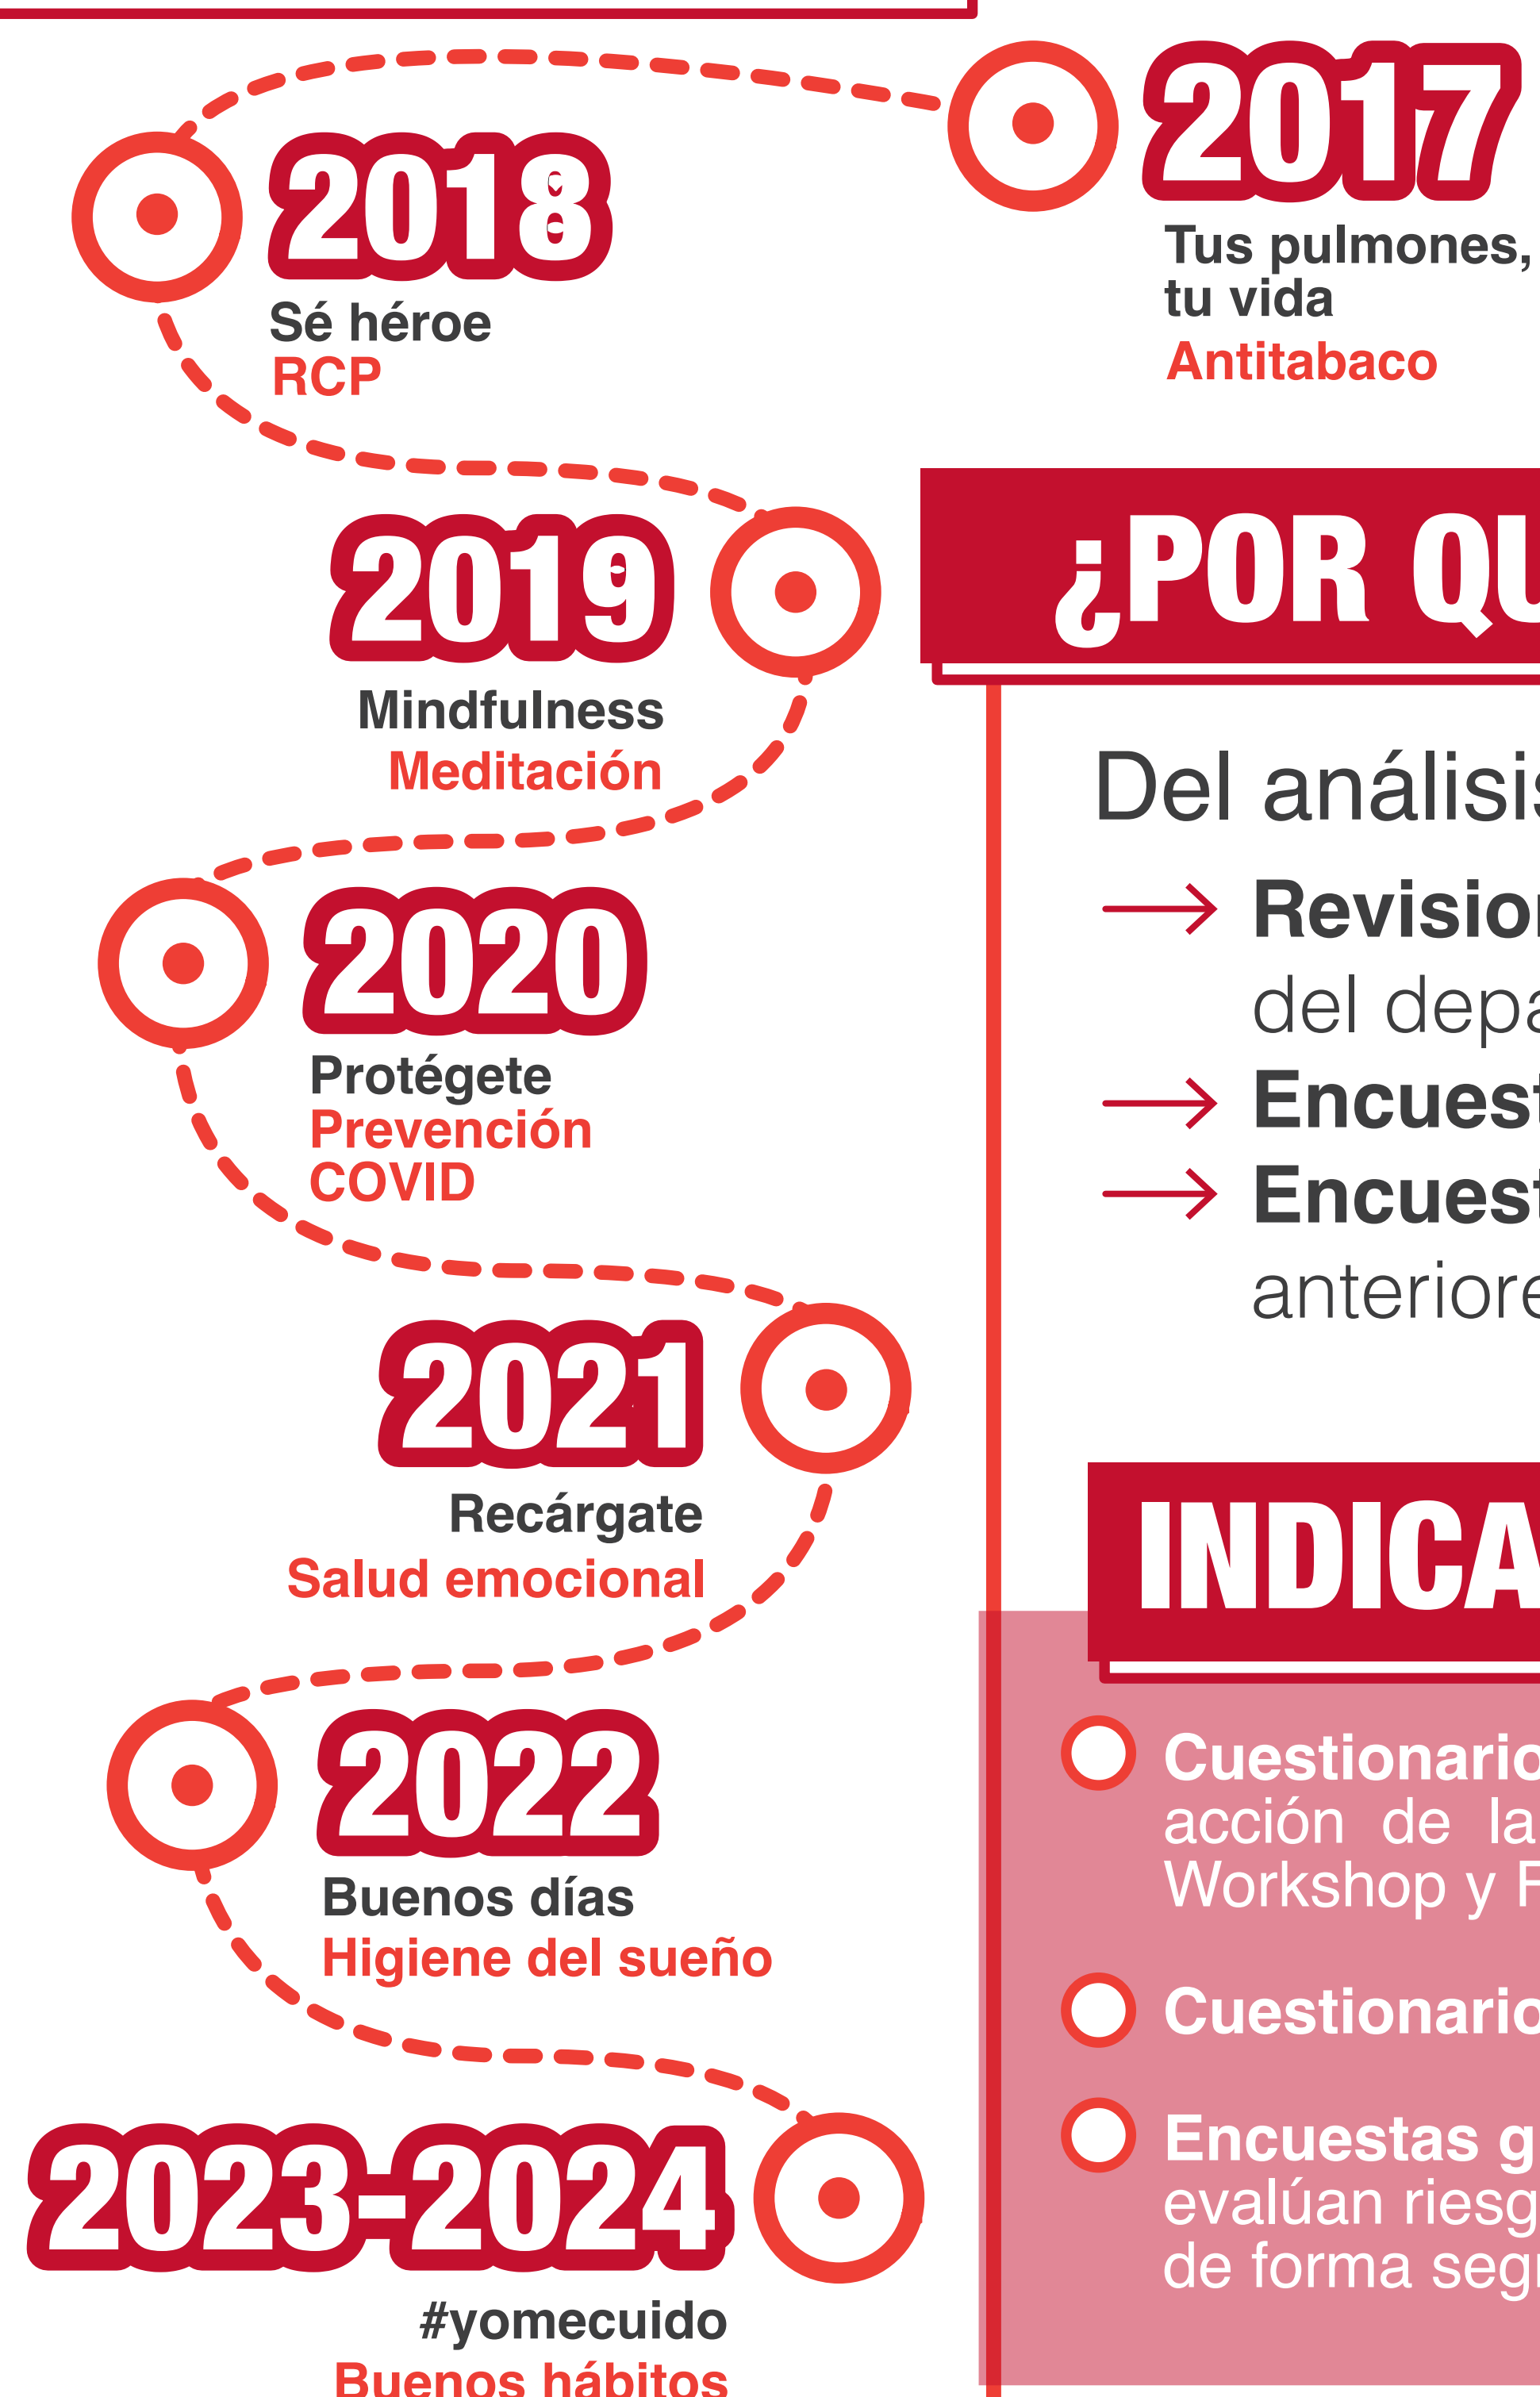 2017
Tus pulmones,
tu vida
Antitabaco
2018
Sé héroe
RCP
2019
Mindfulness
Meditación
2020
Protégete
Prevención
COVID
2021
Recárgate
Salud emocional
2022
Buenos días
Higiene del sueño
2023-2024
#yomecuido
Buenos hábitos
¿POR QU
Del análisis
Revision
del depa
Encuest
Encuest
anteriore
INDICA
Cuestionario
acción de la
Workshop y F
Cuestionario
Encuestas g
evalúan riesg
de forma seg